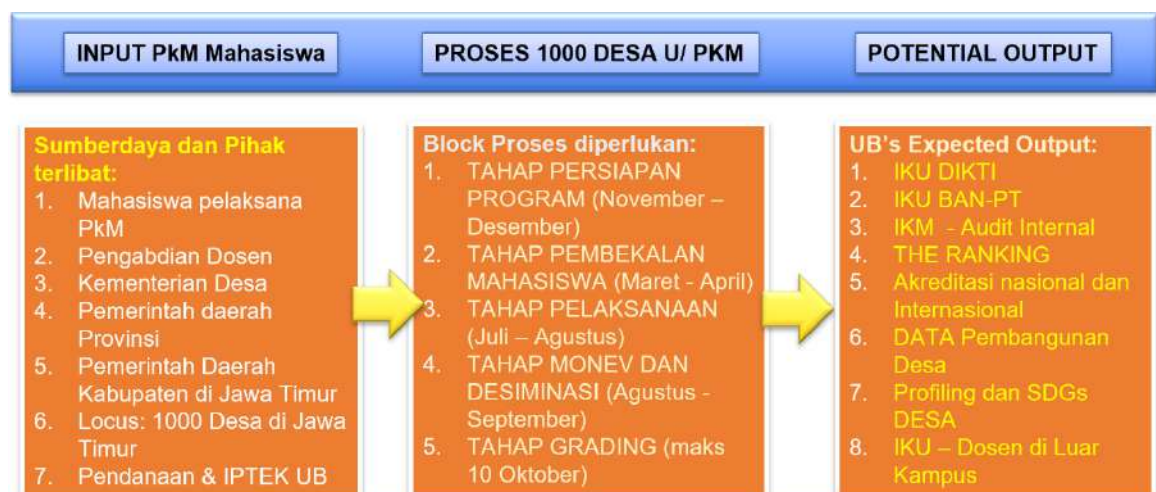 INPUT PkM Mahasiswa
PROSES 1000 DESA U/ PKM
POTENTIAL OUTPUT
Sumberdaya dan Pihak
terlibat:
1. Mahasiswa pelaksana
PkM
2. Pengabdian Dosen
3. Kementerian Desa
4. Pemerintah daerah
Provinsi
5. Pemerintah Daerah
Kabupaten di Jawa Timur
6. Locus: 1000 Desa di Jawa
Timur
7. Pendanaan & IPTEK UB
Block Proses diperlukan:
1. TAHAP PERSIAPAN
PROGRAM (November –
Desember)
2. TAHAP PEMBEKALAN
MAHASISWA (Maret - April)
3. TAHAP PELAKSANAAN
(Juli – Agustus)
4. TAHAP MONEV DAN
DESIMINASI (Agustus -
September)
5. TAHAP GRADING (maks
10 Oktober)
UB's Expected Output:
1. IKU DIKTI
2. IKU BAN-PT
3. IKM - Audit Internal
4. THE RANKING
5. Akreditasi nasional dan
Internasional
6. DATA Pembangunan
Desa
7. Profiling dan SDGs
DESA
8. IKU – Dosen di Luar
Kampus